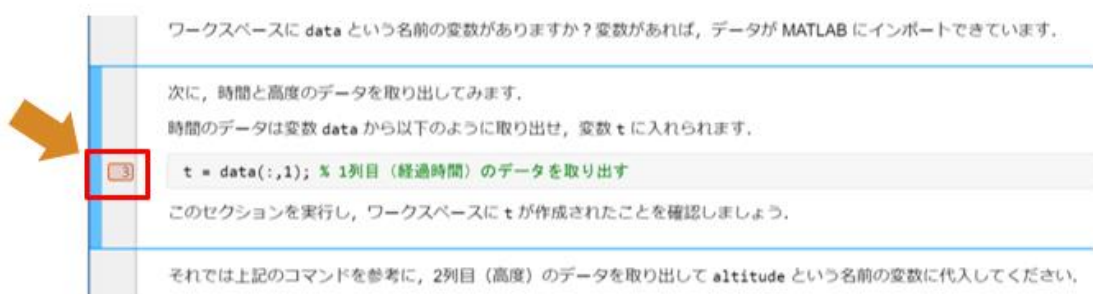 ワークスペースに data という名前の変数がありますか？変数があれば，データが MATLAB にインポートできています．
次に，時間と高度のデータを取り出してみます．
時間のデータは変数 data から以下のように取り出せ，変数 t に入れられます．
3 t = data(:,1); % 1列目（経過時間）のデータを取り出す
このセクションを実行し，ワークスペースに t が作成されたことを確認しましょう．
それでは上記のコマンドを参考に，2列目（高度）のデータを取り出して altitude という名前の変数に代入してください．